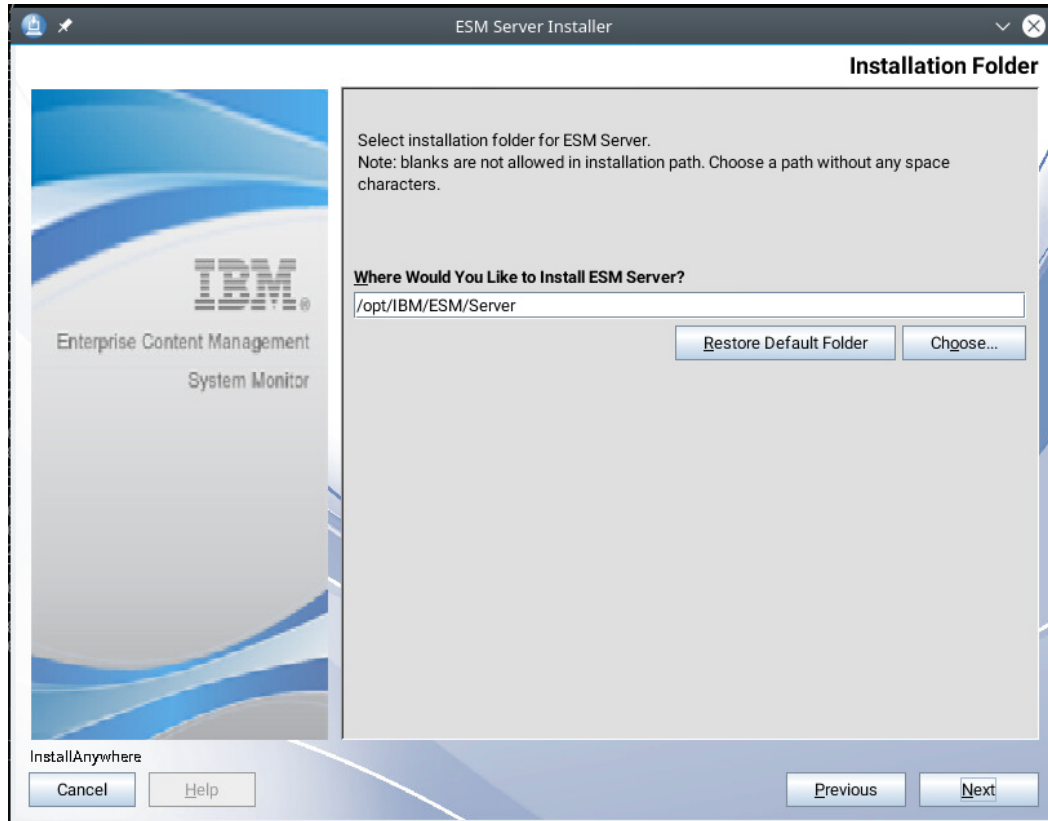 ESM Server Installer
Installation Folder
IBM®
Enterprise Content Management
System Monitor
Select installation folder for ESM Server.
Note: blanks are not allowed in installation path. Choose a path without any space
characters.
Where Would You Like to Install ESM Server?
/opt/IBM/ESM/Server
Restore Default Folder
Choose...
InstallAnywhere
Cancel
Help
Previous
Next